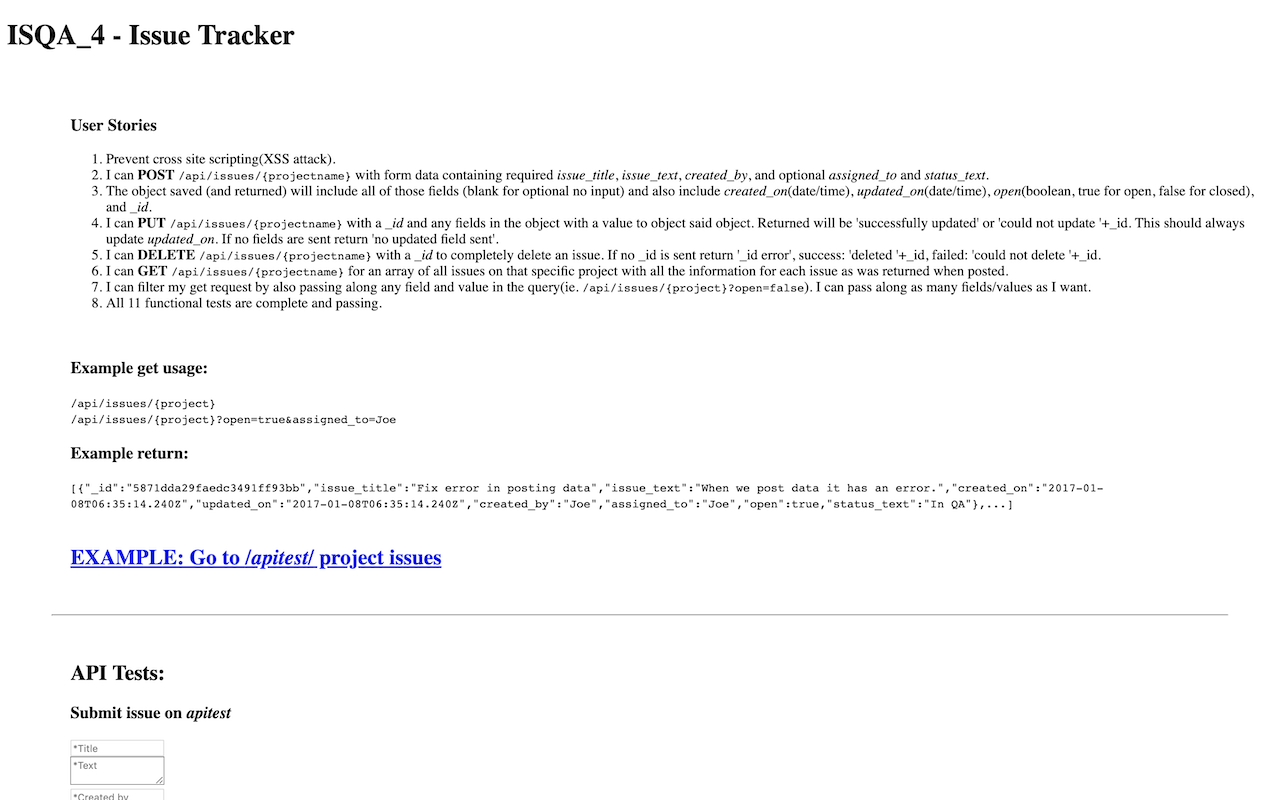 ISQA_4 - Issue Tracker
User Stories
1. Prevent cross site scripting(XSS attack).
2. I can POST /api/issues/{projectname} with form data containing required issue_title, issue_text, created_by, and optional assigned_to and status_text.
3. The object saved (and returned) will include all of those fields (blank for optional no input) and also include created_on(date/time), updated_on(date/time), open(boolean, true for open, false for closed),
and _id.
4. I can PUT /api/issues/{projectname} with a _id and any fields in the object with a value to object said object. Returned will be 'successfully updated' or 'could not update '+_id. This should always
update updated_on. If no fields are sent return 'no updated field sent'.
5. I can DELETE /api/issues/{projectname} with a _id to completely delete an issue. If no _id is sent return '_id error', success: 'deleted '+_id, failed: 'could not delete '+_id.
6. I can GET /api/issues/{projectname} for an array of all issues on that specific project with all the information for each issue as was returned when posted.
7. I can filter my get request by also passing along any field and value in the query(ie. /api/issues/{project}?open=false). I can pass along as many fields/values as I want.
8. All 11 functional tests are complete and passing.
Example get usage:
/api/issues/{project}
/api/issues/{project}?open=true&assigned_to=Joe
Example return:
[{"_id":"5871dda29faedc3491ff93bb","issue_title":"Fix error in posting data","issue_text":"When we post data it has an error.","created_on":"2017-01-
08T06:35:14.240Z","updated_on":"2017-01-08T06:35:14.240Z","created_by":"Joe","assigned_to":"Joe","open":true,"status_text":"In QA"},...]
EXAMPLE: Go to /apitest/ project issues
API Tests:
Submit issue on apitest
*Title
*Text
*Created by